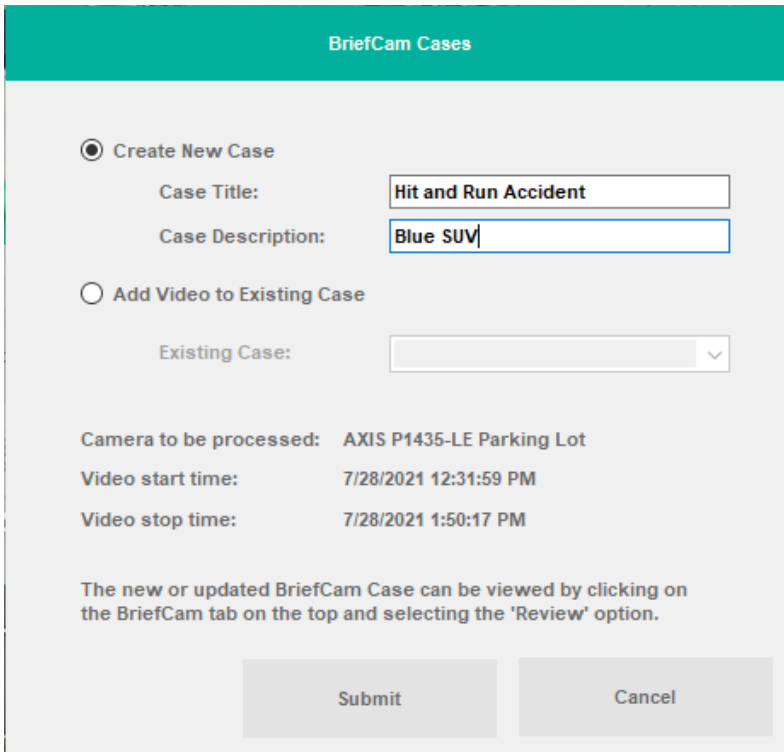 BriefCam Cases
Create New Case
Case Title: Hit and Run Accident
Case Description: Blue SUV
Add Video to Existing Case
Existing Case:
Camera to be processed: AXIS P1435-LE Parking Lot
Video start time: 7/28/2021 12:31:59 PM
Video stop time: 7/28/2021 1:50:17 PM
The new or updated BriefCam Case can be viewed by clicking on
the BriefCam tab on the top and selecting the 'Review' option.
Submit Cancel